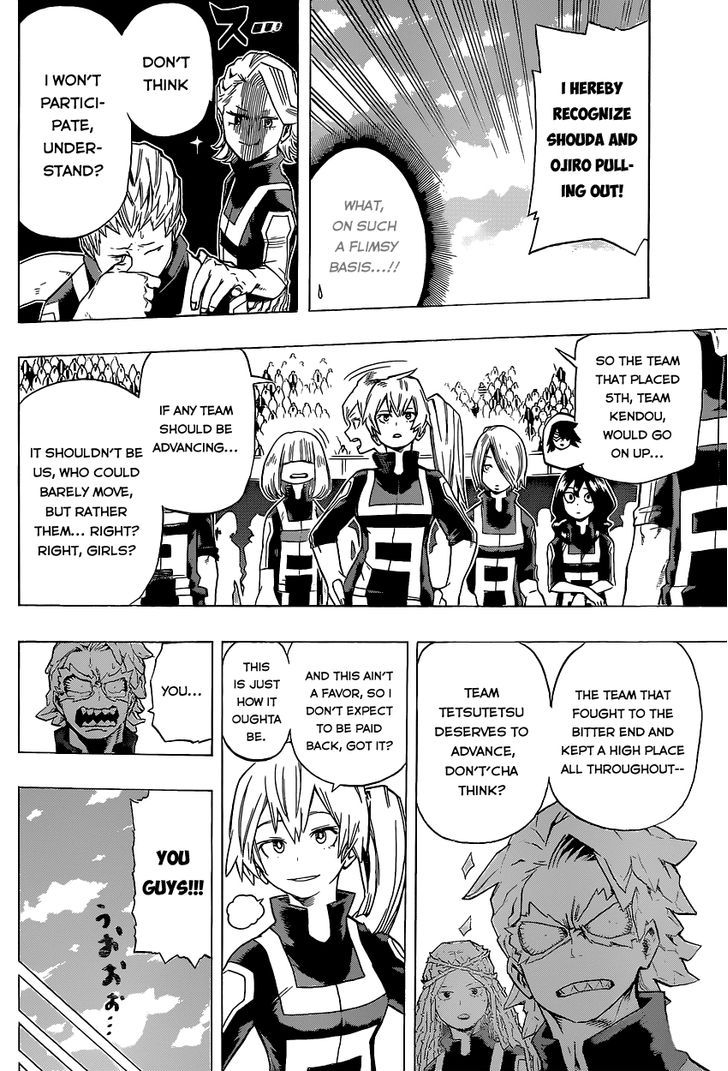 I HEREBY
RECOGNIZE
SHOUDA AND
OJIRO PULL-
ING OUT!
WHAT,
ON SUCH
A FLIMSY
BASIS...!!
DON'T
THINK
I WON'T
PARTICI-
PATE,
UNDER-
STAND?
ス...
SO THE TEAM
THAT PLACED
5TH, TEAM
KENDOU,
WOULD GO
ON UP...
IF ANY TEAM
SHOULD BE
ADVANCING...
IT SHOULDN'T BE
US, WHO COULD
BARELY MOVE,
BUT RATHER
THEM... RIGHT?
RIGHT, GIRLS?
THE TEAM THAT
FOUGHT TO THE
BITTER END AND
KEPT A HIGH PLACE
ALL THROUGHOUT--
TEAM
TETSUTETSU
DESERVES TO
ADVANCE,
DON'T'CHA
THINK?
AND THIS AIN'T
A FAVOR, SO I
DON'T EXPECT
TO BE PAID
BACK, GOT IT?
THIS
IS JUST
HOW IT
OUGHTA
BE.
YOU...
YOU
GUYS!!!
うおおぉ...